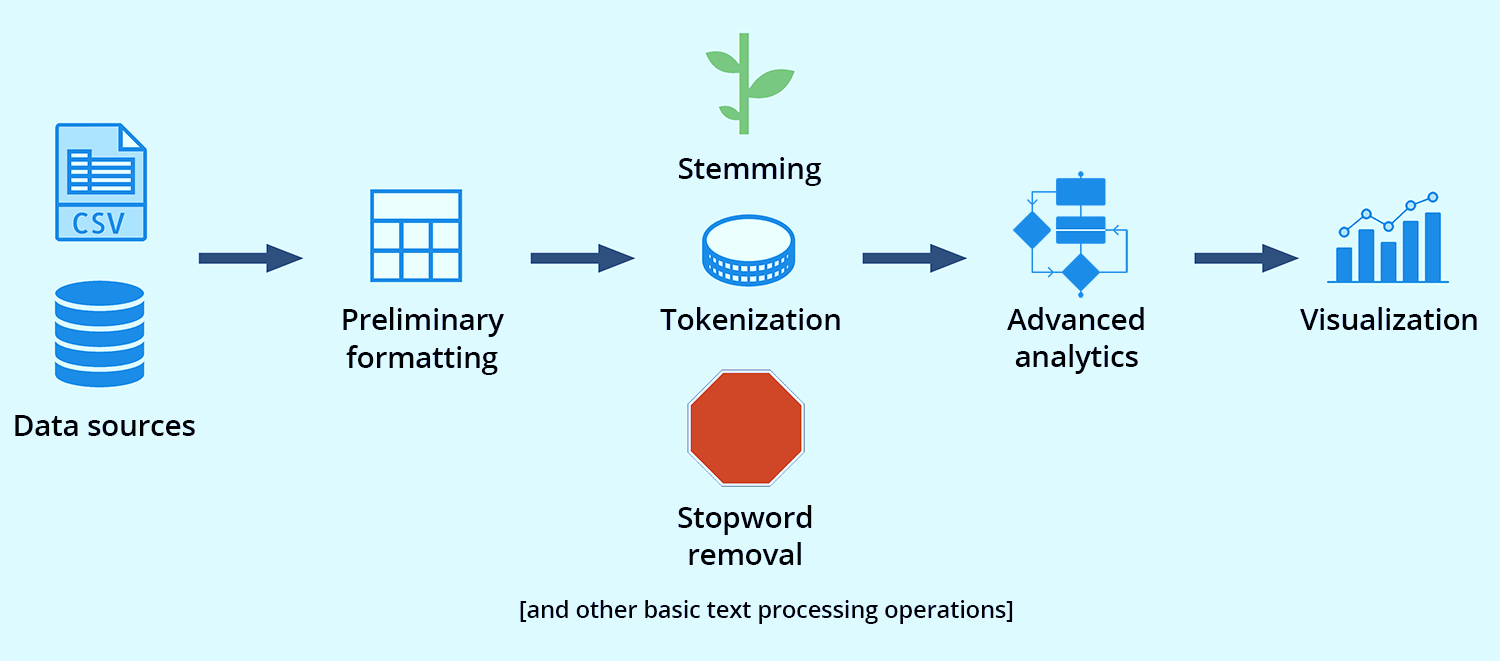 CSV
Data sources
Preliminary
formatting
Stemming
Tokenization
Stopword
removal
[and other basic text processing operations]
Advanced
analytics
Visualization